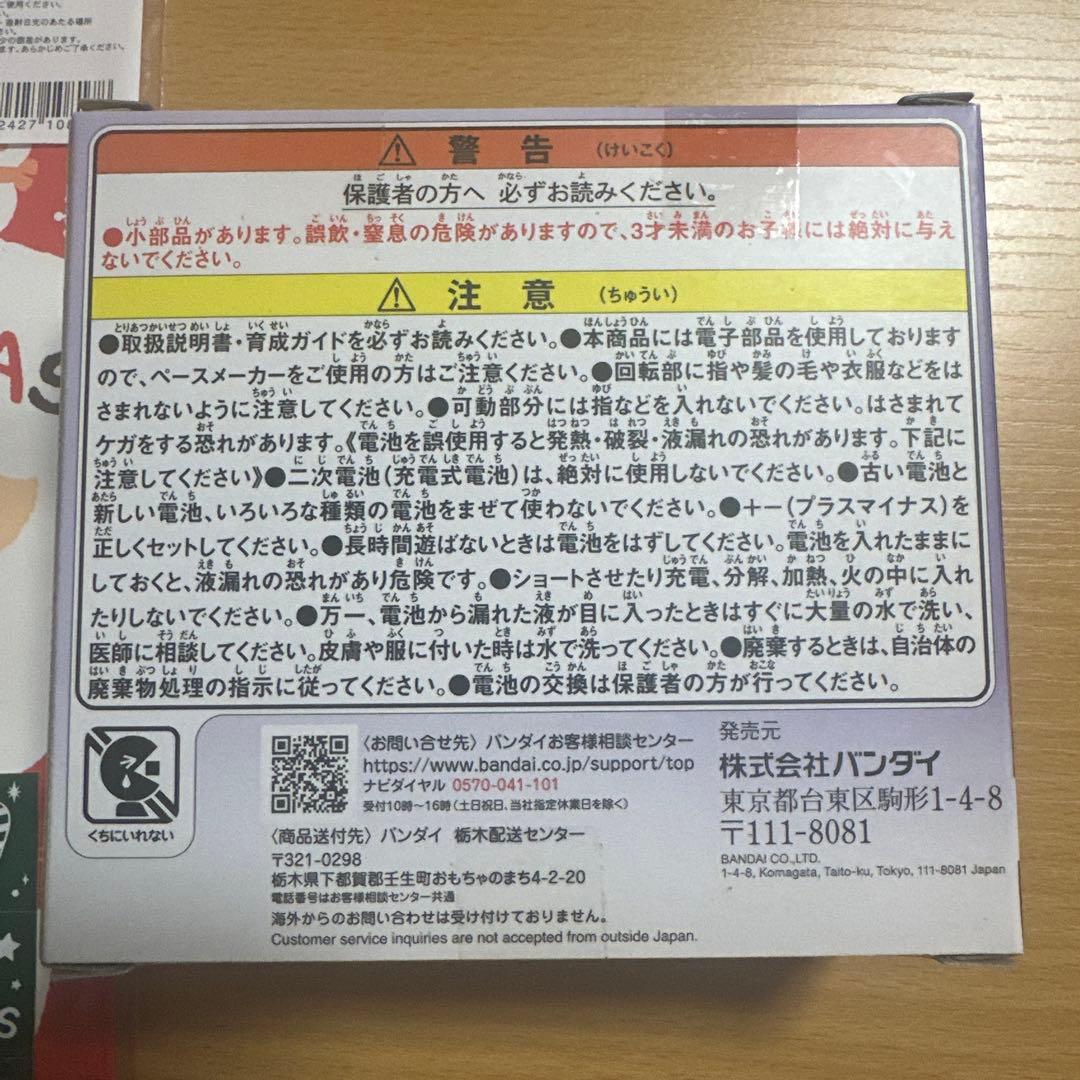 ご使用ください。
・直射日光のあたる場所
ます。あらかじめご了承ください。
2427 10
警告 (けいこく)
保護者の方へ 必ずお読みください。
●小部品があります。誤飲・窒息の危険がありますので、3才未満のお子様には絶対に与え
ないでください。
注意 (ちゅうい)
●取扱説明書・育成ガイドを必ずお読みください。●本商品には電子部品を使用しております
ので、ペースメーカーをご使用の方はご注意ください。●回転部に指や髪の毛や衣服などをは
さまれないように注意してください。●可動部分には指などを入れないでください。はさまれて
ケガをする恐れがあります。《電池を誤使用すると発熱・破裂・液漏れの恐れがあります。下記に
注意してください》●二次電池(充電式電池)は、絶対に使用しないでください。●古い電池と
新しい電池、いろいろな種類の電池をまぜて使わないでください。●+-(プラスマイナス)を
正しくセットしてください。●長時間遊ばないときは電池をはずしてください。電池を入れたままに
しておくと、液漏れの恐れがあり危険です。●ショートさせたり充電、分解、加熱、火の中に入れ
たりしないでください。●万一、電池から漏れた液が目に入ったときはすぐに大量の水で洗い、
医師に相談してください。皮膚や服に付いた時は水で洗ってください。●廃棄するときは、自治体の
廃棄物処理の指示に従ってください。●電池の交換は保護者の方が行ってください。
くちにいれない
〈お問い合せ先〉バンダイお客様相談センター
https://www.bandai.co.jp/support/top
ナビダイヤル 0570-041-101
受付10時~16時(土日祝日、当社指定休業日を除く)
〈商品送付先〉バンダイ 栃木配送センター
〒321-0298
栃木県下都賀郡壬生町おもちゃのまち4-2-20
電話番号はお客様相談センター共通
海外からのお問い合わせは受け付けておりません。
Customer service inquiries are not accepted from outside Japan.
発売元
株式会社バンダイ
東京都台東区駒形1-4-8
〒111-8081
BANDAI CO.,LTD.
1-4-8, Komagata, Taito-ku, Tokyo, 111-8081 Japan
AS
S